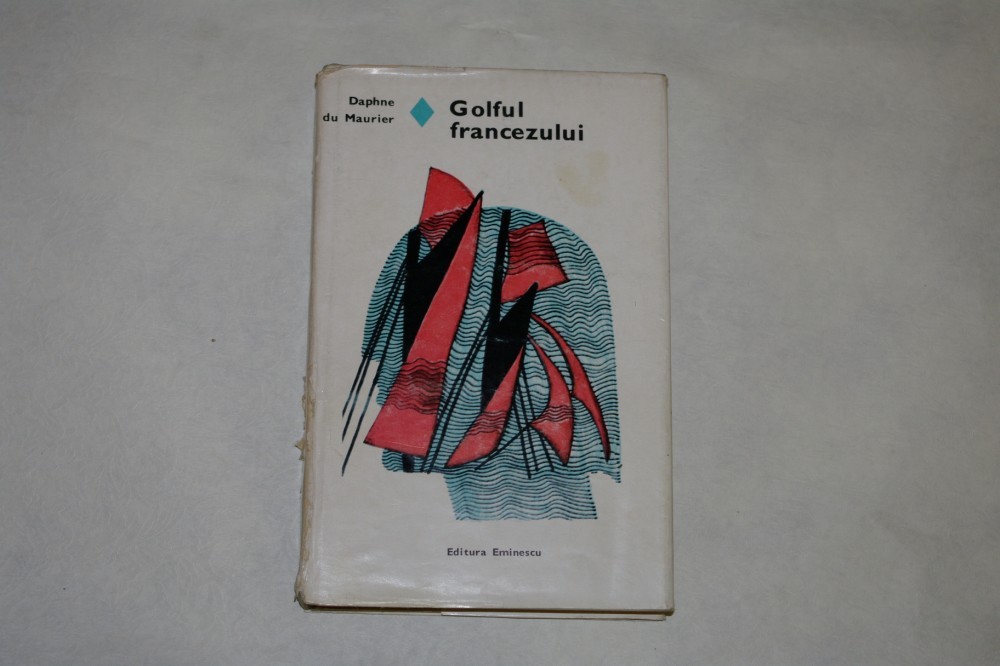 Daphne
du Maurier
Golful
francezului
Editura Eminescu